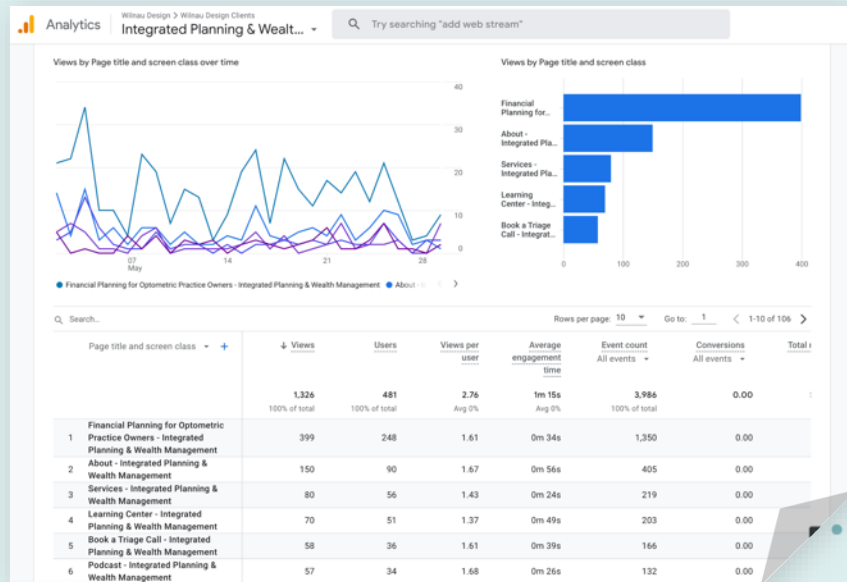 Analytics
Wilnau Design > Wilnau Design Clients
Integrated Planning & Wealt...
Try searching "add web stream"
Views by Page title and screen class over time
40
30
20
10
0
07
May
14
21
28
Financial Planning for Optometric Practice Owners - Integrated Planning & Wealth Management
About -
Views by Page title and screen class
Financial
Planning for...
About -
Integrated Pla...
Services -
Integrated Pla...
Learning
Center - Integ...
Book a Triage
Call - Integrat...
0 100 200 300 400
Search...
Rows per page: 10
Go to: 1
1-10 of 106
Page title and screen class +
↓ Views
Users
Views per
user
Average
engagement
time
Event count
All events
Conversions
All events
Total
1,326 481 2.76 1m 15s 3,986 0.00
100% of total 100% of total Avg 0% Avg 0% 100% of total
Financial Planning for Optometric
1 Practice Owners - Integrated 399 248 1.61 0m 34s 1,350 0.00
Planning & Wealth Management
2 About - Integrated Planning & 150 90 1.67 0m 56s 405 0.00
Wealth Management
3 Services - Integrated Planning & 80 56 1.43 0m 24s 219 0.00
Wealth Management
4 Learning Center - Integrated 70 51 1.37 0m 49s 203 0.00
Planning & Wealth Management
5 Book a Triage Call - Integrated 58 36 1.61 0m 39s 166 0.00
Planning & Wealth Management
6 Podcast - Integrated Planning & 57 34 1.68 0m 26s 132 0.00
Wealth Management